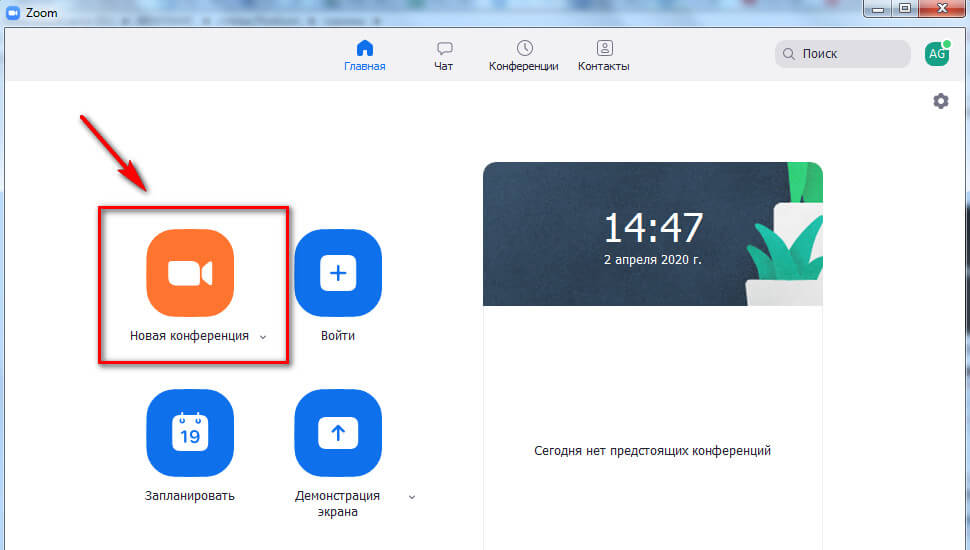 Zoom
Главная
Чат
Конференции
Контакты
Поиск
AG
14:47
2 апреля 2020 г.
Новая конференция
Войти
19
Запланировать
Демонстрация
экрана
Сегодня нет предстоящих конференций